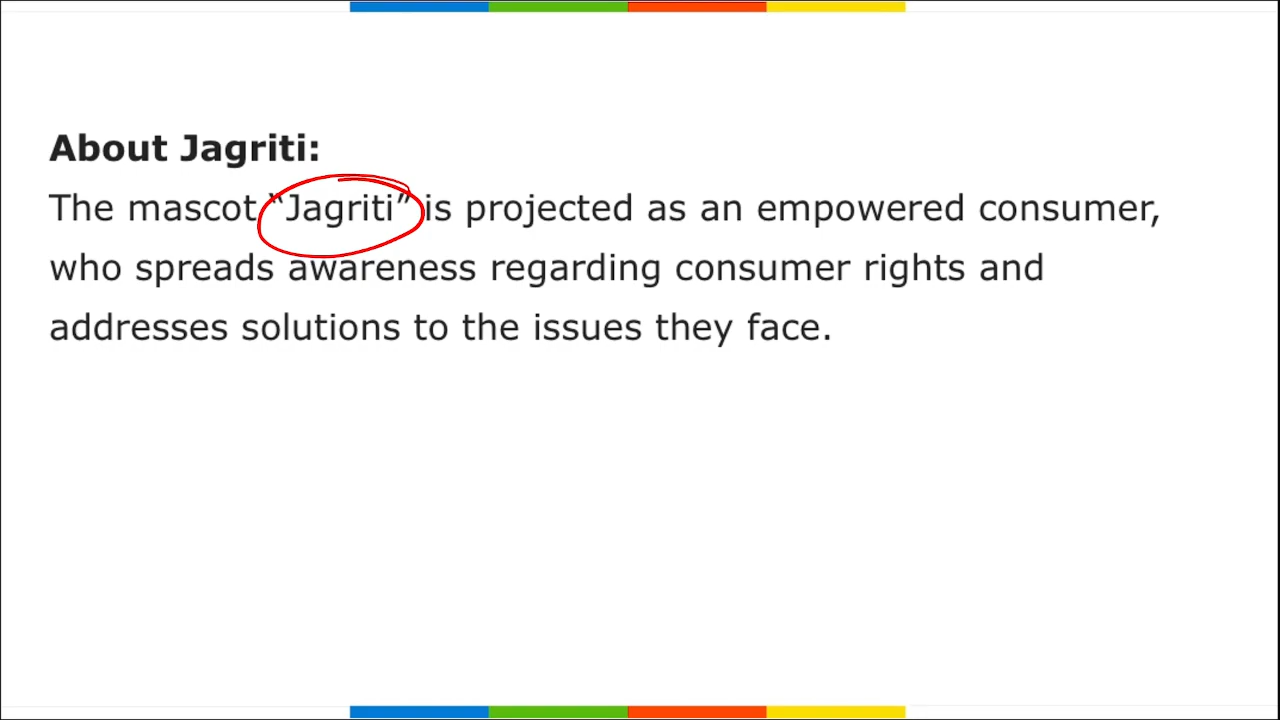 About Jagriti:
The mascot “Jagriti” is projected as an empowered consumer,
who spreads awareness regarding consumer rights and
addresses solutions to the issues they face.